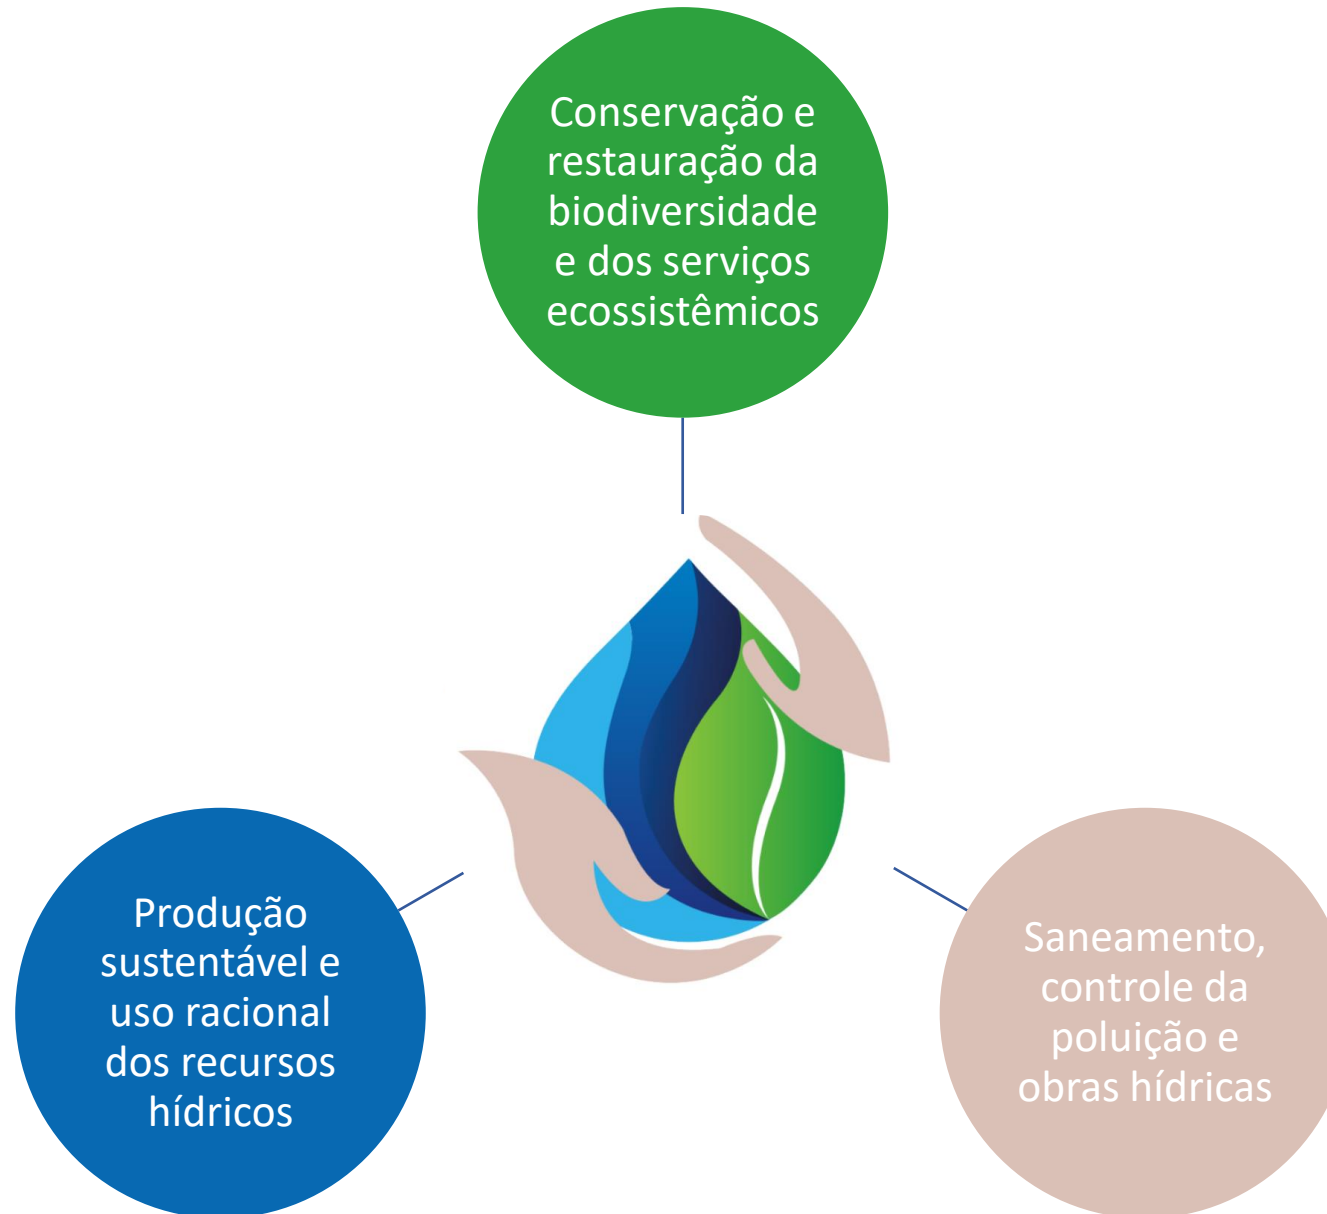 Conservação e
restauração da
biodiversidade
e dos serviços
ecossistêmicos
Produção
sustentável e
uso racional
dos recursos
hídricos
Saneamento,
controle da
poluição e
obras hídricas